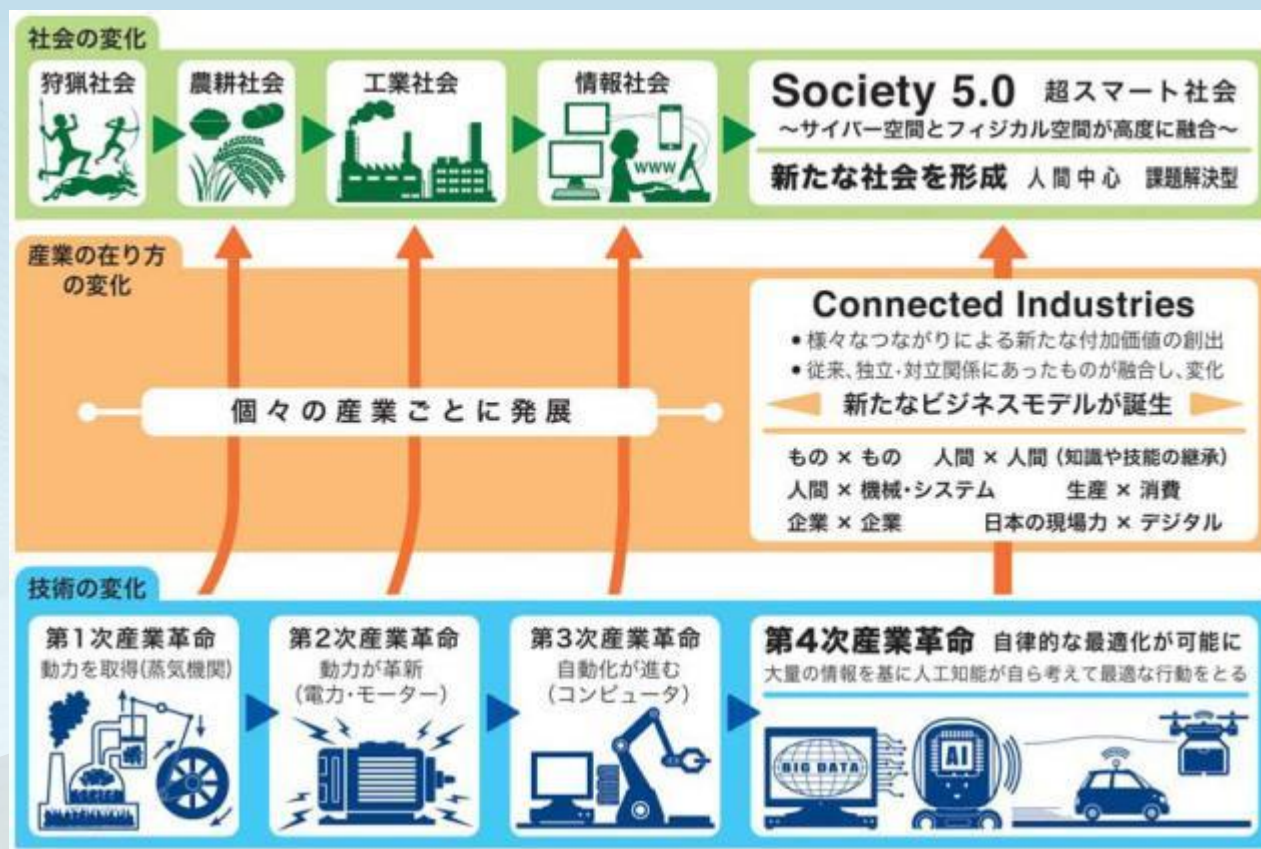 社会の変化
狩猟社会
農耕社会
工業社会
情報社会
WWW
Society 5.0 超スマート社会
～サイバー空間とフィジカル空間が高度に融合～
新たな社会を形成 人間中心 課題解決型
産業の在り方
の変化
個々の産業ごとに発展
Connected Industries
• 様々なつながりによる新たな付加価値の創出
• 従来、独立・対立関係にあったものが融合し、変化
新たなビジネスモデルが誕生
もの × もの 人間 × 人間 (知識や技能の継承)
人間 × 機械・システム 生産 × 消費
企業 × 企業 日本の現場力 × デジタル
技術の変化
第1次産業革命
動力を取得(蒸気機関)
第2次産業革命
動力が革新
(電力・モーター)
第3次産業革命
自動化が進む
(コンピュータ)
第4次産業革命 自律的な最適化が可能に
大量の情報を基に人工知能が自ら考えて最適な行動をとる
BIG DATA
AI